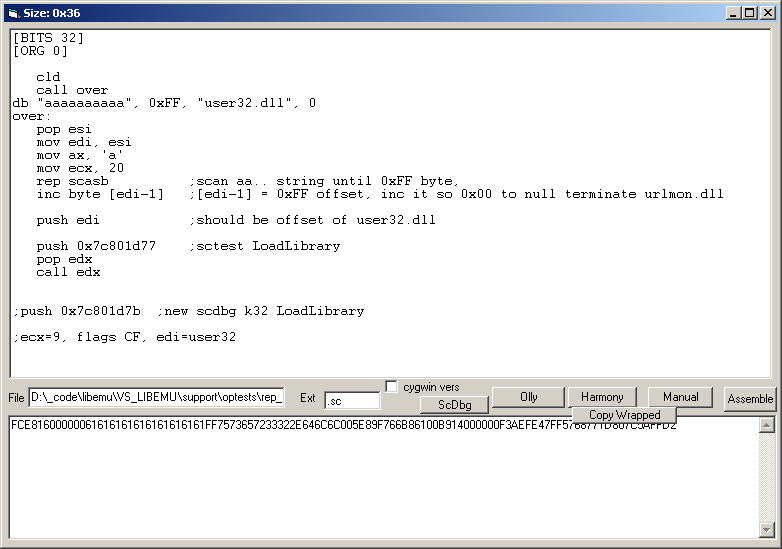 Size: 0x36
[BITS 32]
[ORG 0]
cld
call over
db "aaaaaaaaaa", 0xFF, "user32.dll", 0
over:
pop esi
mov edi, esi
mov ax, 'a'
mov ecx, 20
rep scasb ;scan aa.. string until 0xFF byte,
inc byte [edi-1] ;[edi-1] = 0xFF offset, inc it so 0x00 to null terminate urlmon.dll
push edi ;should be offset of user32.dll
push 0x7c801d77 ;sctest LoadLibrary
pop edx
call edx
;push 0x7c801d7b ;new scdbg k32 LoadLibrary
;ecx=9, flags CF, edi=user32
File D:\_code\libemu\VS_LIBEMU\support\optests\rep_ Ext .sc cygwin vers ScDbg Olly Harmony Manual Assemble
Copy Wrapped
FCE81600000061616161616161616161FF7573657233322E646C6C005E89F766B86100B914000000F3AEFE47FF5768771D807C5AFFD2